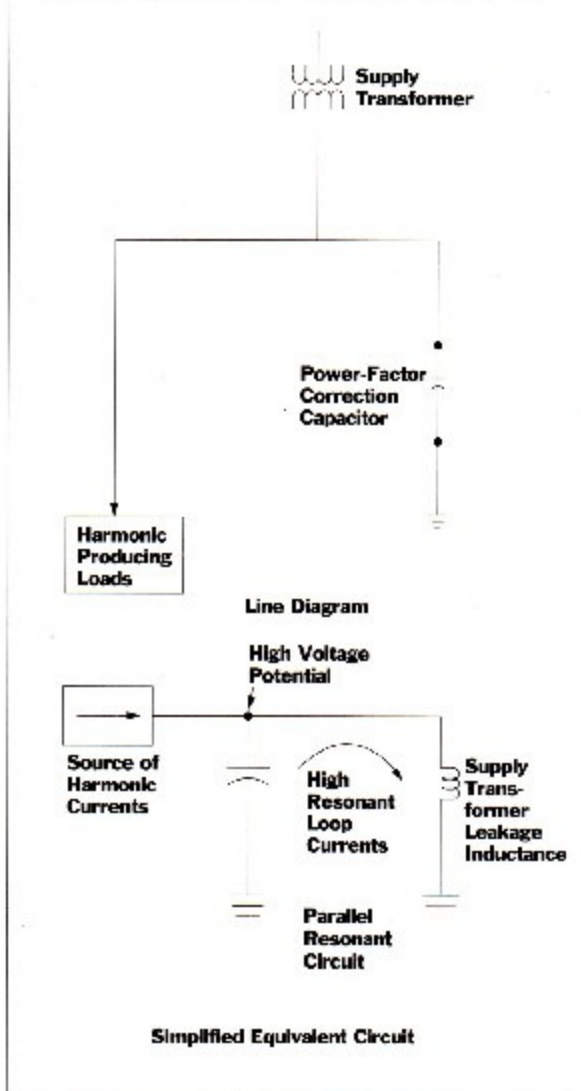 Supply
Transformer
Power-Factor
Correction
Capacitor
Harmonic
Producing
Loads
Line Diagram
High Voltage
Potential
Source of
Harmonic
Currents
High
Resonant
Loop
Currents
Supply
Trans-
former
Leakage
Inductance
Parallel
Resonant
Circuit
Simplified Equivalent Circuit